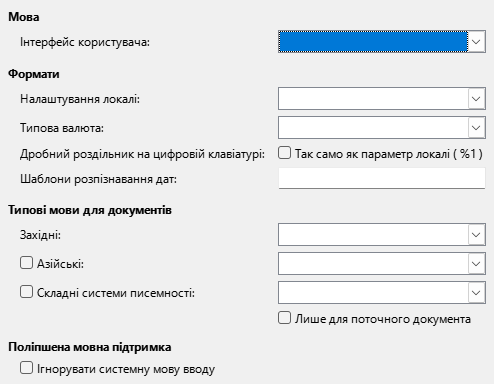 Мова
Інтерфейс користувача:
Формати
Налаштування локалі:
Типова валюта:
Дробний роздільник на цифровій клавіатурі: Так само як параметр локалі ( %1 )
Шаблони розпізнавання дат:
Типові мови для документів
Західні:
Азійські:
Складні системи писемності:
Лише для поточного документа
Поліпшена мовна підтримка
Ігнорувати системну мову вводу